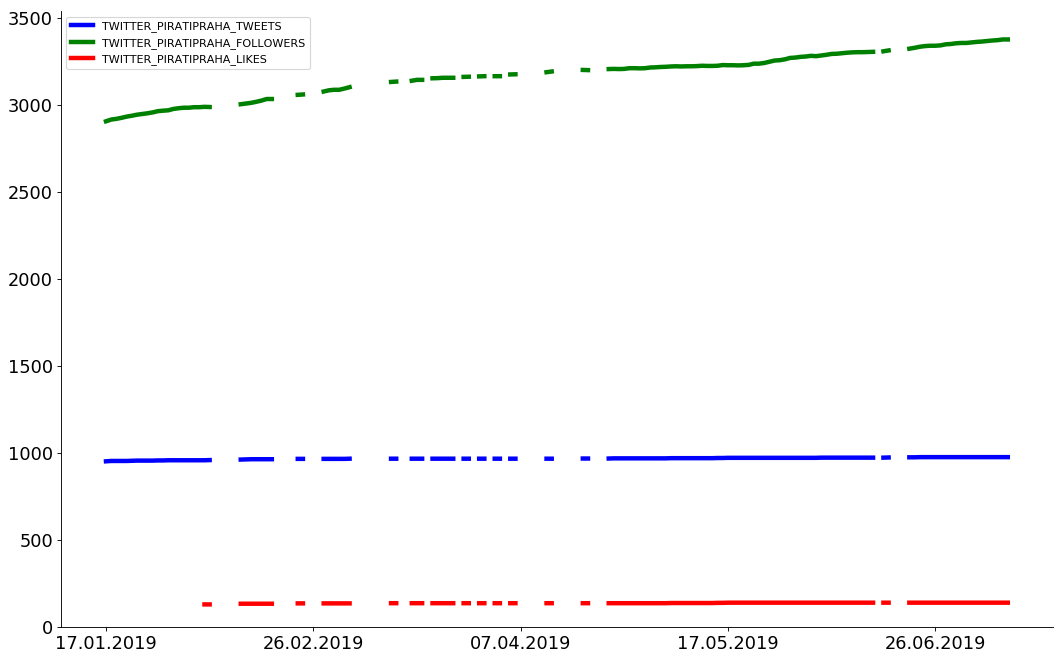 TWITTER_PIRATIPRAHA_TWEETS
TWITTER_PIRATIPRAHA_FOLLOWERS
TWITTER_PIRATIPRAHA_LIKES
3500
3000
2500
2000
1500
1000
500
0
17.01.2019 26.02.2019 07.04.2019 17.05.2019 26.06.2019